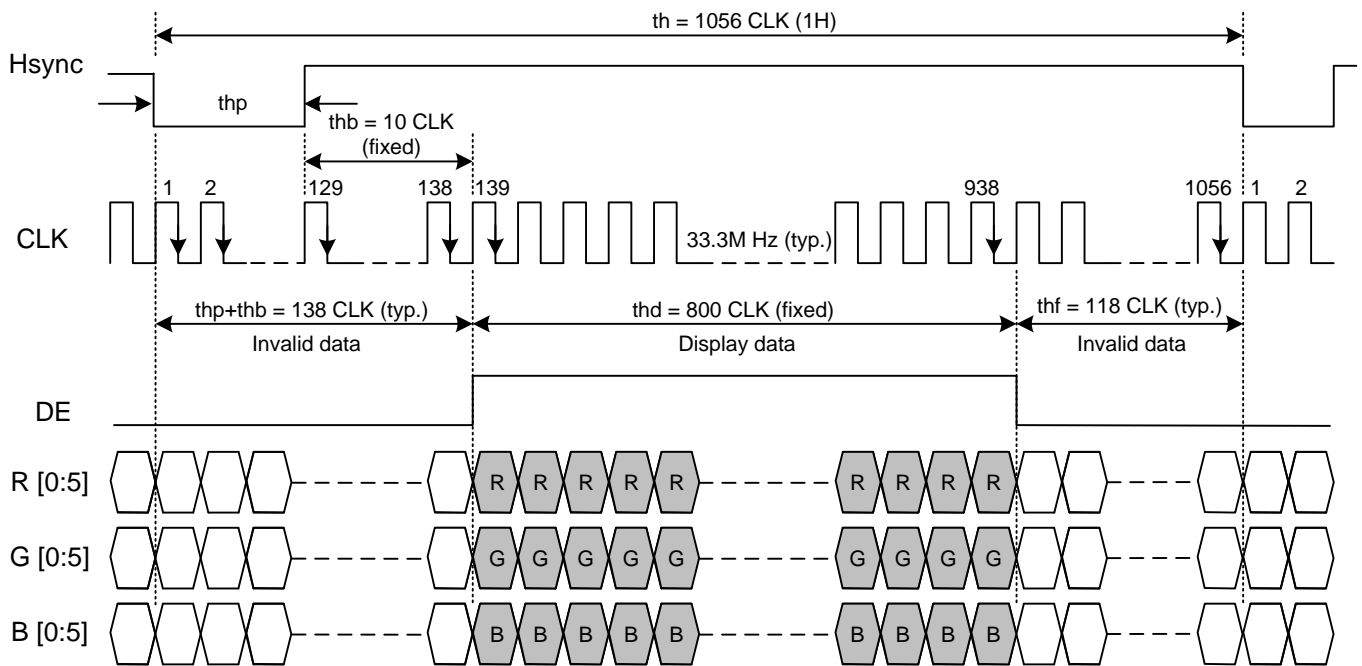 th = 1056 CLK (1H)
Hsync
thp
thb = 10 CLK
(fixed)
1 2 129 138 139 938 1056 1 2
CLK
33.3M Hz (typ.)
thp+thb = 138 CLK (typ.) thd = 800 CLK (fixed) thf = 118 CLK (typ.)
Invalid data Display data Invalid data
DE
R [0:5] R R R R R R R R R
G [0:5] G G G G G G G G G
B [0:5] B B B B B B B B B